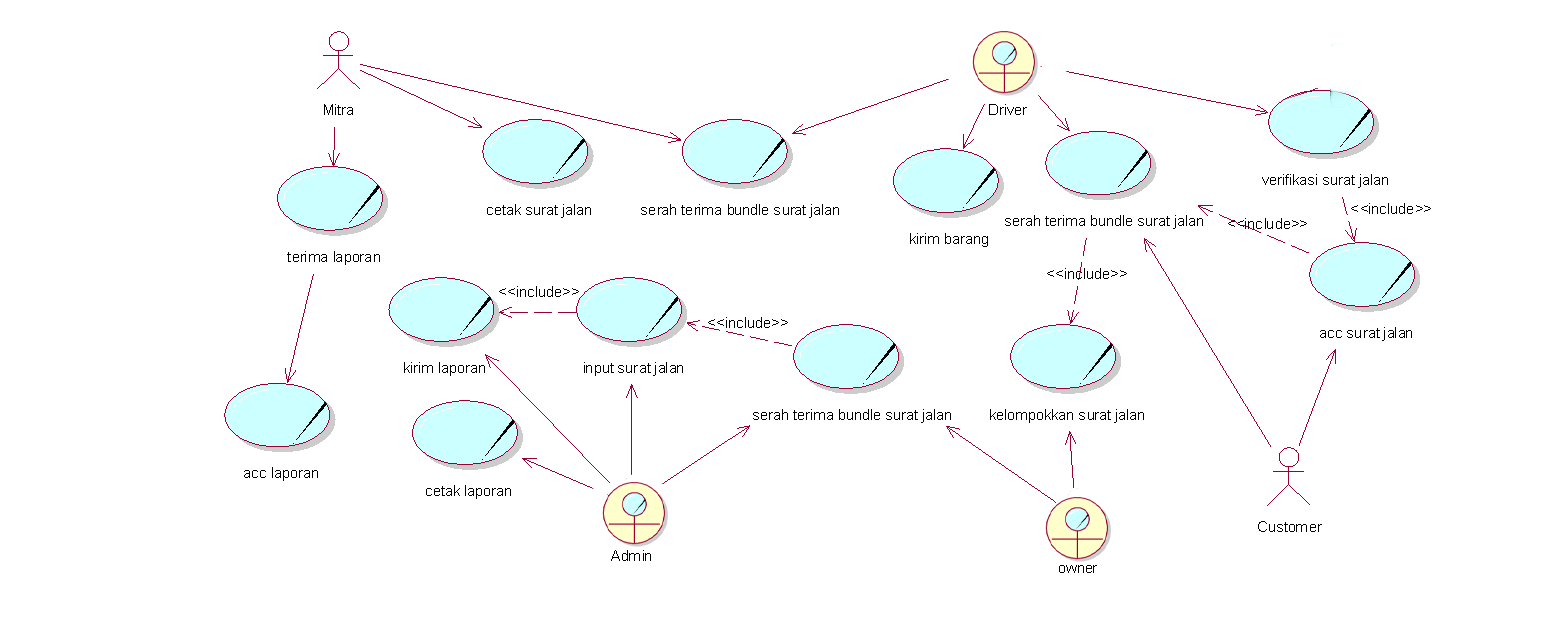 Mitra
Driver
cetak surat jalan
serah terima bundle surat jalan
kirim barang
serah terima bundle surat jalan
verifikasi surat jalan
<<include>>
<<include>>
terima laporan
<<include>>
<<include>>
<<include>>
acc surat jalan
kirim laporan
input surat jalan
serah terima bundle surat jalan
kelompokkan surat jalan
acc laporan
cetak laporan
Customer
Admin
owner